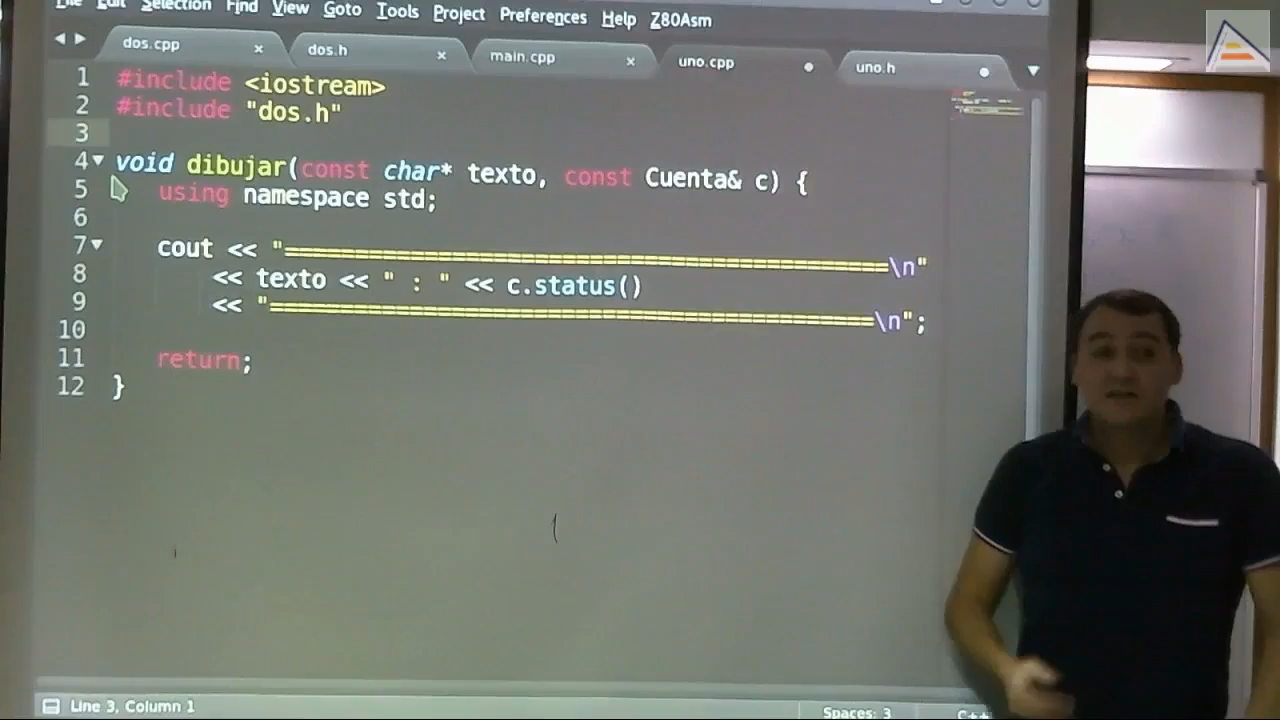 File Edit Selection Find View Goto Tools Project Preferences Help Z80Asm
dos.cpp dos.h main.cpp uno.cpp uno.h
1 #include <iostream>
2 #include "dos.h"
3
4 void dibujar(const char* texto, const Cuenta& c) {
5 using namespace std;
6
7 cout << "===========================================\n"
8 << texto << " : " << c.status()
9 << "===========================================\n";
10
11 return;
12 }
Line 3, Column 1
Spaces: 3
C++